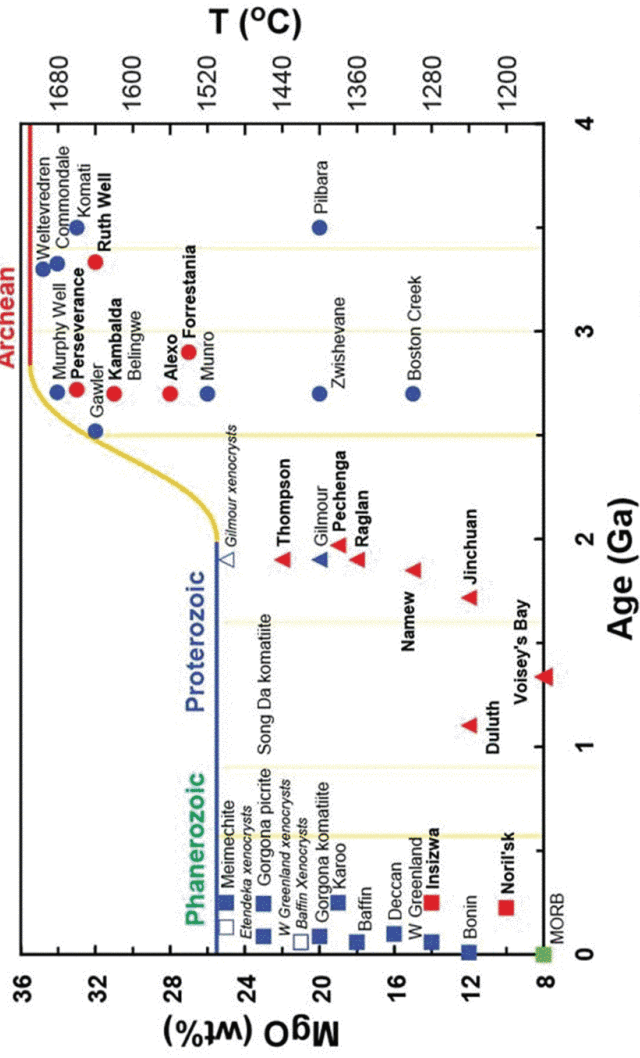 Archean
Proterozoic
Phanerozoic
MgO (wt%)
36
32
28
24
20
16
12
8
T (°C)
1680
1600
1520
1440
1360
1280
1200
Age (Ga)
0
1
2
3
4
Weltevredren
Commondale
Komati
Ruth Well
Murphy Well
Perseverance
Gawler
Kambalda
Belingwe
Alexo
Forrestania
Munro
Pilbara
Zwishevane
Boston Creek
Gilmour xenocrysts
Thompson
Gilmour
Pechenga
Raglan
Namew
Jinchuan
Voisey's Bay
Duluth
Song Da komatiite
Meimechite
Etendeka xenocrysts
Gorgona picrite
W Greenland xenocrysts
Baffin Xenocrysts
Gorgona komatiite
Karoo
Baffin
Deccan
W Greenland
Insizwa
Bonin
Noril'sk
MORB